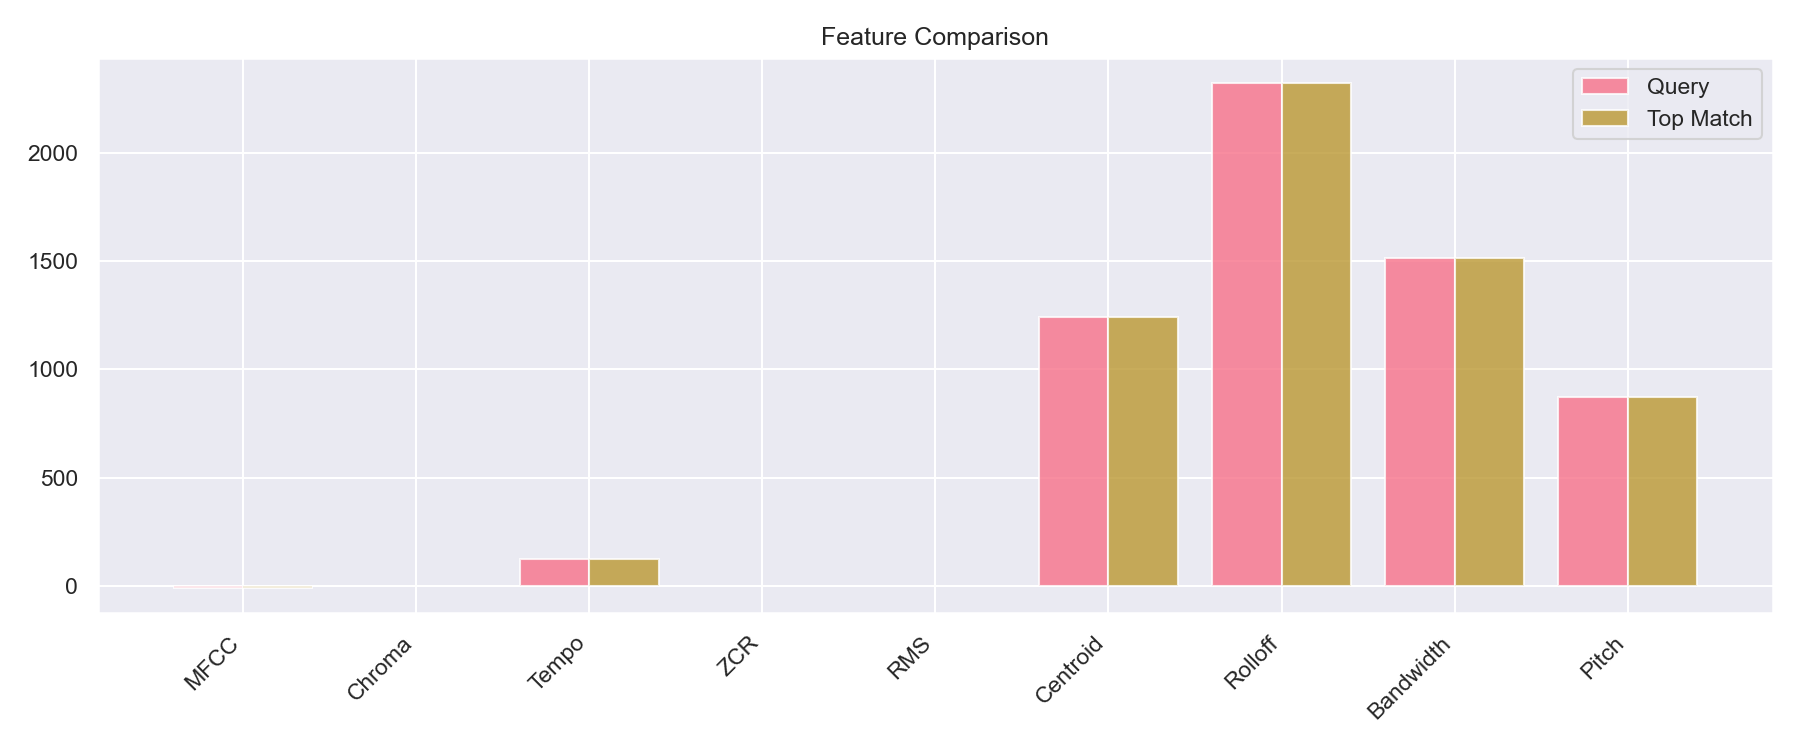 Feature Comparison
Query
Top Match
2000
1500
1000
500
0
MFCC
Chroma
Tempo
ZCR
RMS
Centroid
Rolloff
Bandwidth
Pitch